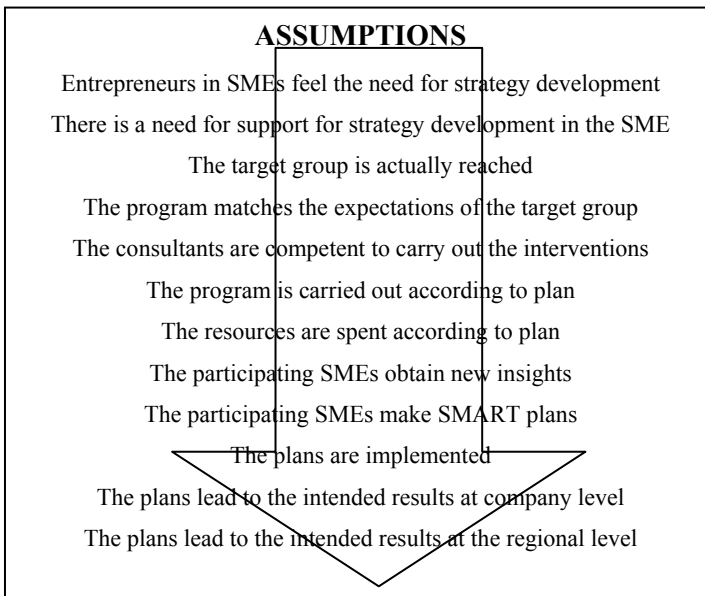 ASSUMPTIONS
Entrepreneurs in SMEs feel the need for strategy development
There is a need for support for strategy development in the SME
The target group is actually reached
The program matches the expectations of the target group
The consultants are competent to carry out the interventions
The program is carried out according to plan
The resources are spent according to plan
The participating SMEs obtain new insights
The participating SMEs make SMART plans
The plans are implemented
The plans lead to the intended results at company level
The plans lead to the intended results at the regional level